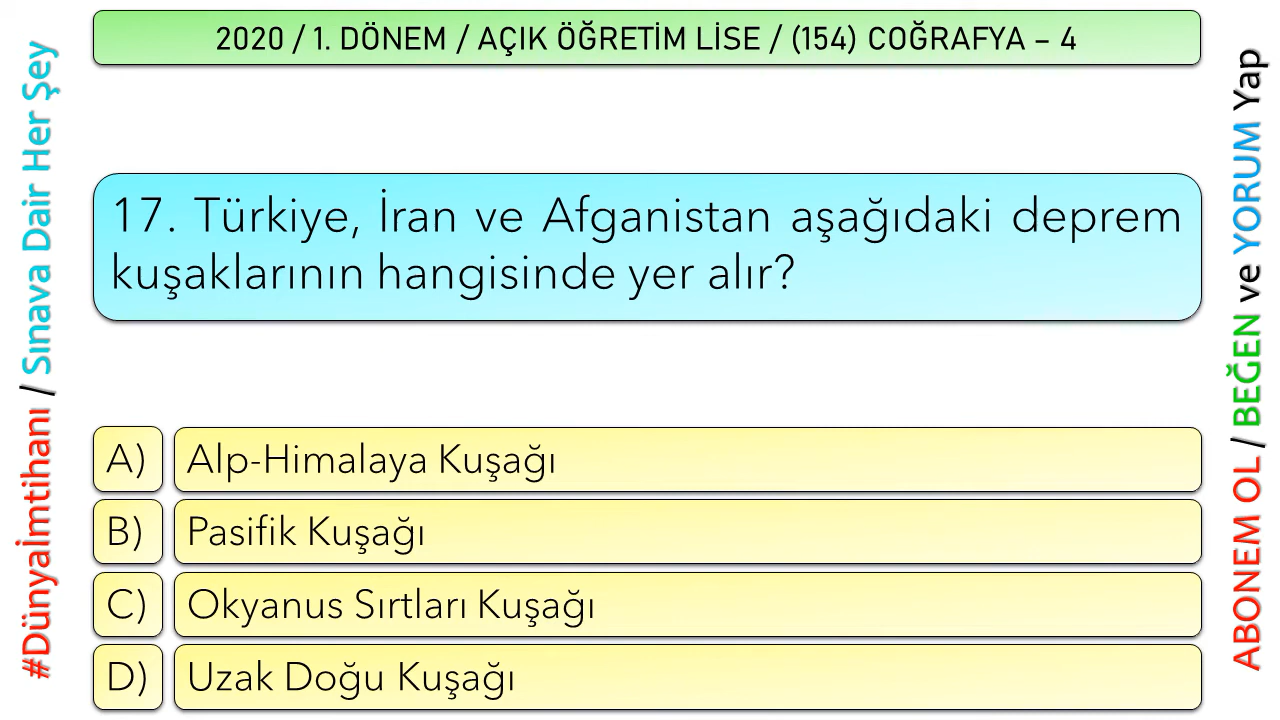 2020 / 1. DÖNEM / AÇIK ÖĞRETİM LİSE / (154) COĞRAFYA – 4
#Dünyaİmtihanı / Sınava Dair Her Şey
17. Türkiye, İran ve Afganistan aşağıdaki deprem
kuşaklarının hangisinde yer alır?
A) Alp-Himalaya Kuşağı
B) Pasifik Kuşağı
C) Okyanus Sırtları Kuşağı
D) Uzak Doğu Kuşağı
ABONEM OL / BEĞEN ve YORUM Yap